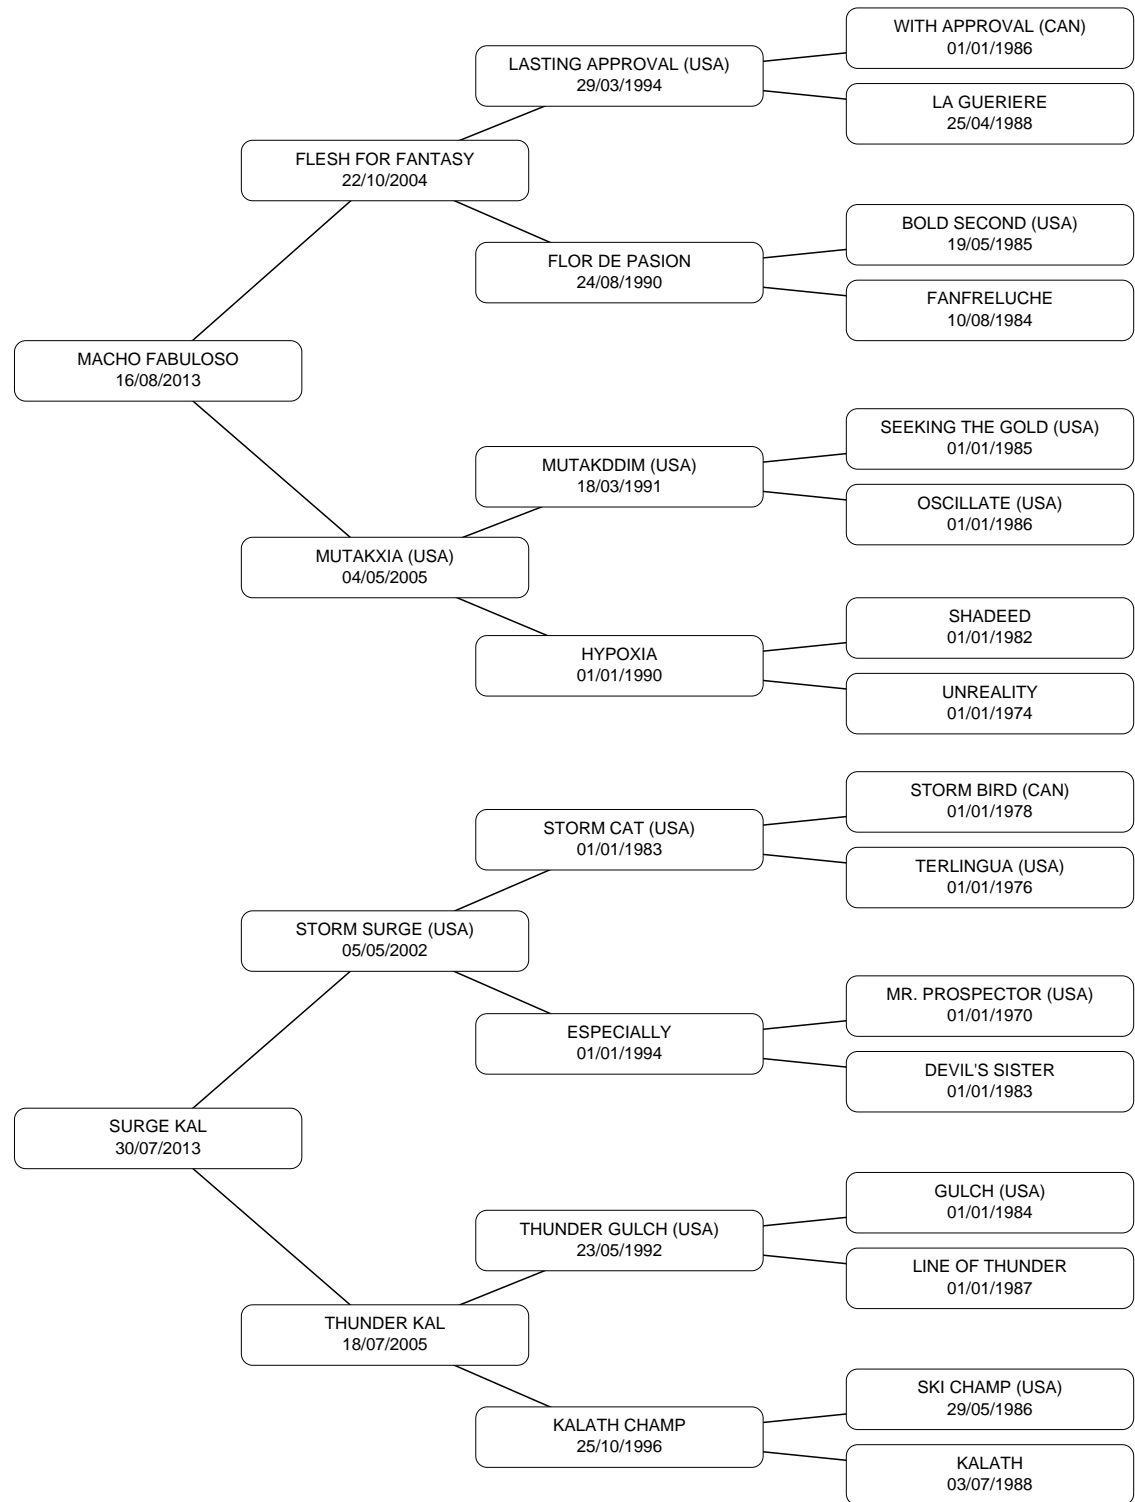 WITH APPROVAL (CAN)
01/01/1986
LASTING APPROVAL (USA)
29/03/1994
LA GUERIERE
25/04/1988
FLESH FOR FANTASY
22/10/2004
BOLD SECOND (USA)
19/05/1985
FLOR DE PASION
24/08/1990
FANFRELUCHE
10/08/1984
MACHO FABULOSO
16/08/2013
SEEKING THE GOLD (USA)
01/01/1985
MUTAKDDIM (USA)
18/03/1991
OSCILLATE (USA)
01/01/1986
MUTAKXIA (USA)
04/05/2005
SHADEED
01/01/1982
HYPOXIA
01/01/1990
UNREALITY
01/01/1974
STORM BIRD (CAN)
01/01/1978
STORM CAT (USA)
01/01/1983
TERLINGUA (USA)
01/01/1976
STORM SURGE (USA)
05/05/2002
MR. PROSPECTOR (USA)
01/01/1970
ESPECIALLY
01/01/1994
DEVIL'S SISTER
01/01/1983
SURGE KAL
30/07/2013
GULCH (USA)
01/01/1984
THUNDER GULCH (USA)
23/05/1992
LINE OF THUNDER
01/01/1987
THUNDER KAL
18/07/2005
SKI CHAMP (USA)
29/05/1986
KALATH CHAMP
25/10/1996
KALATH
03/07/1988